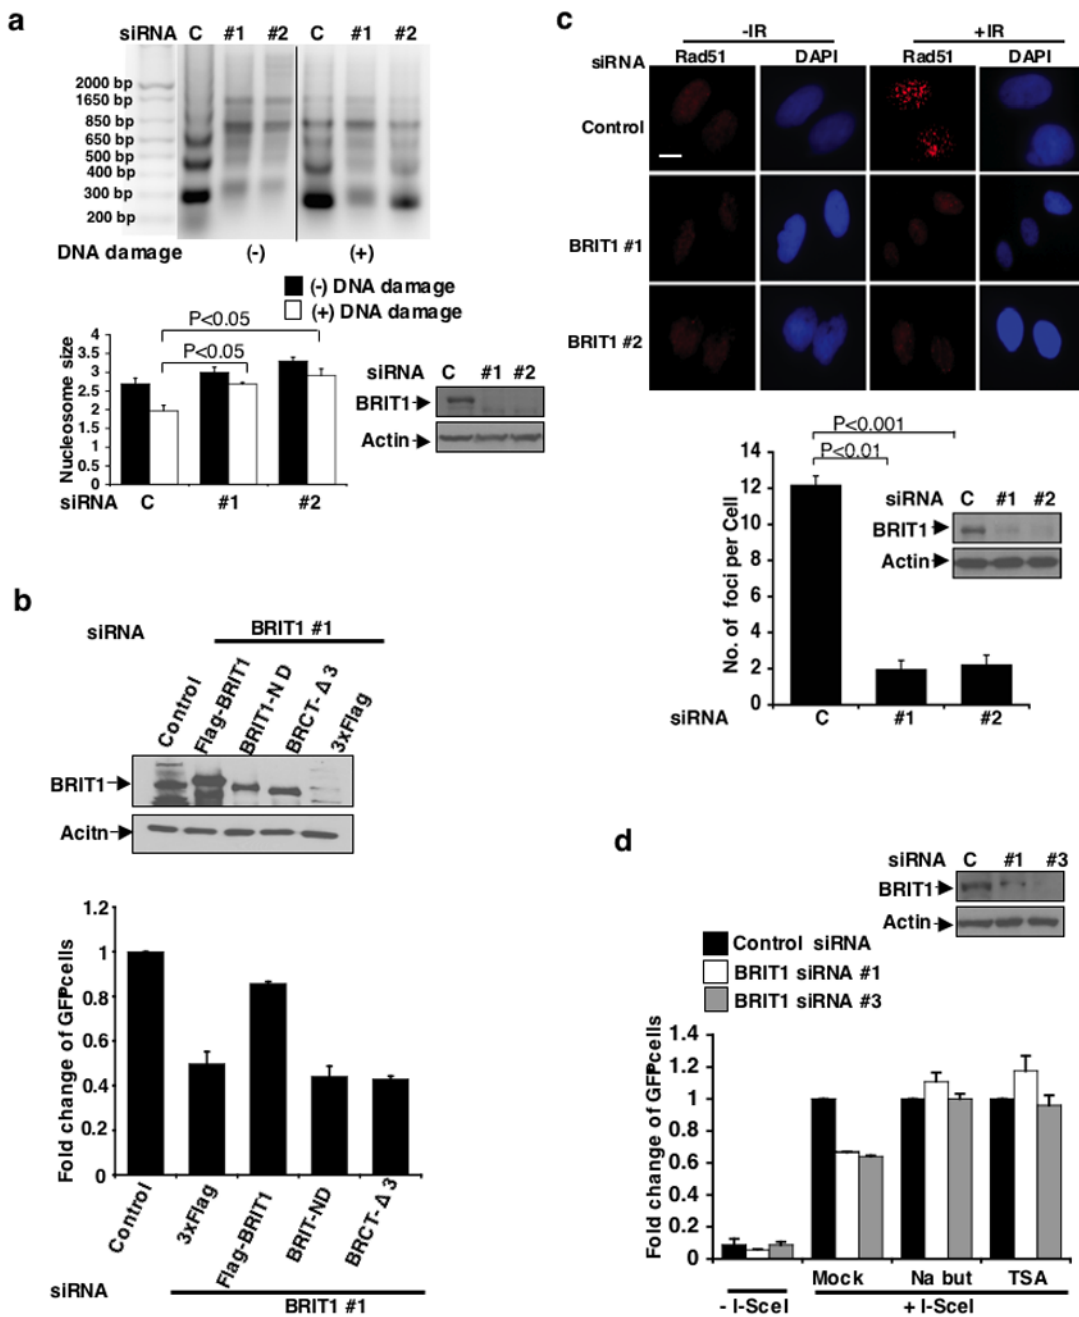 a
siRNA C #1 #2 C #1 #2
2000 bp
1650 bp
850 bp
650 bp
500 bp
400 bp
300 bp
200 bp
DNA damage (-) (+)
(-) DNA damage
(+) DNA damage
P<0.05
P<0.05
Nucleosome size
4
3.5
3
2.5
2
1.5
1
0.5
0
siRNA C #1 #2
siRNA C #1 #2
BRIT1
Actin
b
siRNA BRIT1 #1
Control
Flag-BRIT1
BRIT1-N D
BRCT-Δ 3
3xFlag
BRIT1
Acitn
Fold change of GFPcells
1.2
1
0.8
0.6
0.4
0.2
0
Control
3xFlag
Flag-BRIT1
BRIT-ND
BRCT-Δ 3
siRNA
BRIT1 #1
c
-IR +IR
siRNA Rad51 DAPI Rad51 DAPI
Control
BRIT1 #1
BRIT1 #2
P<0.001
P<0.01
No. of foci per Cell
14
12
10
8
6
4
2
0
siRNA C #1 #2
siRNA C #1 #2
BRIT1
Actin
d
siRNA C #1 #3
BRIT1
Actin
Control siRNA
BRIT1 siRNA #1
BRIT1 siRNA #3
Fold change of GFPcells
1.4
1.2
1
0.8
0.6
0.4
0.2
0
Mock Na but TSA
- I-SceI + I-SceI